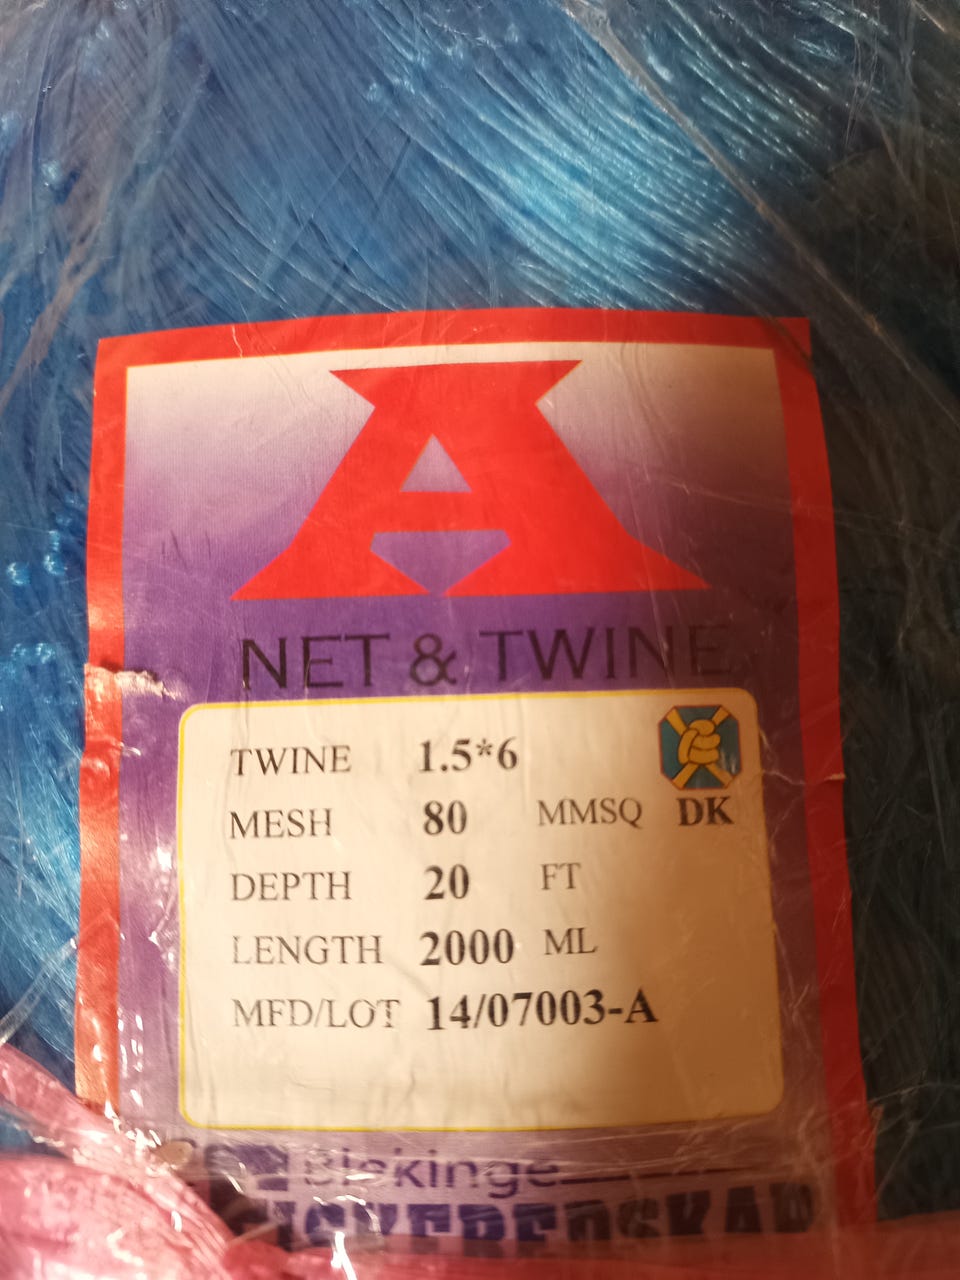 A
NET & TWINE
TWINE 1.5*6
MESH 80 MMSQ DK
DEPTH 20 FT
LENGTH 2000 ML
MFD/LOT 14/07003-A
Blekinge
FISKEREDSKAP